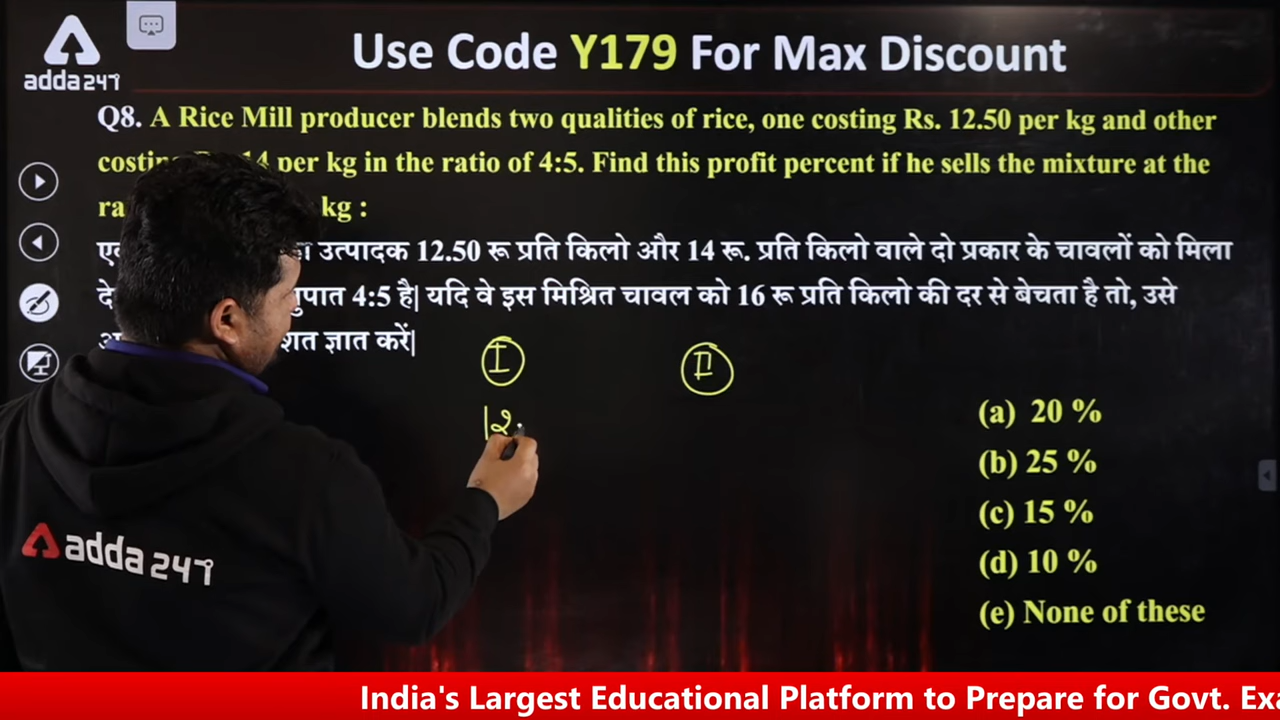 adda247
Use Code Y179 For Max Discount
Q8. A Rice Mill producer blends two qualities of rice, one costing Rs. 12.50 per kg and other
14 per kg in the ratio of 4:5. Find this profit percent if he sells the mixture at the
kg :
उत्पादक 12.50 रू प्रति किलो और 14 रू. प्रति किलो वाले दो प्रकार के चावलों को मिला
4:5 है| यदि वे इस मिश्रित चावल को 16 रू प्रति किलो की दर से बेचता है तो, उसे
ज्ञात करें|
I II
12.
(a) 20 %
(b) 25 %
(c) 15 %
(d) 10 %
(e) None of these
adda247
India's Largest Educational Platform to Prepare for Govt.